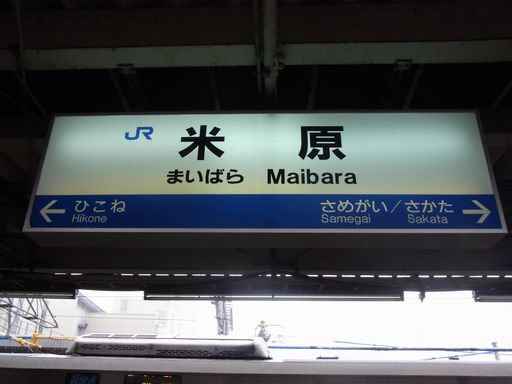 JR 米原
まいばら Maibara
← ひこね さめがい／さかた →
Hikone Samegai Sakata